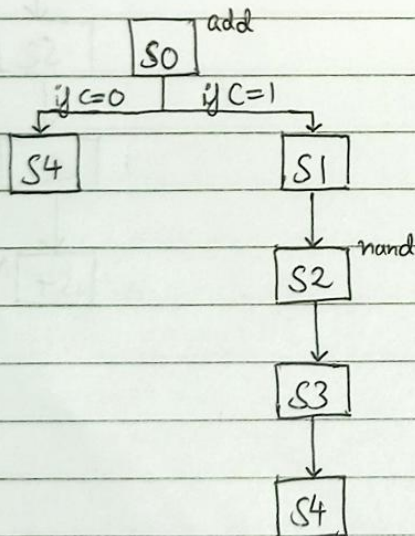 add
S0
if C=0 if C=1
S4 S1
nand
S2
S3
S4